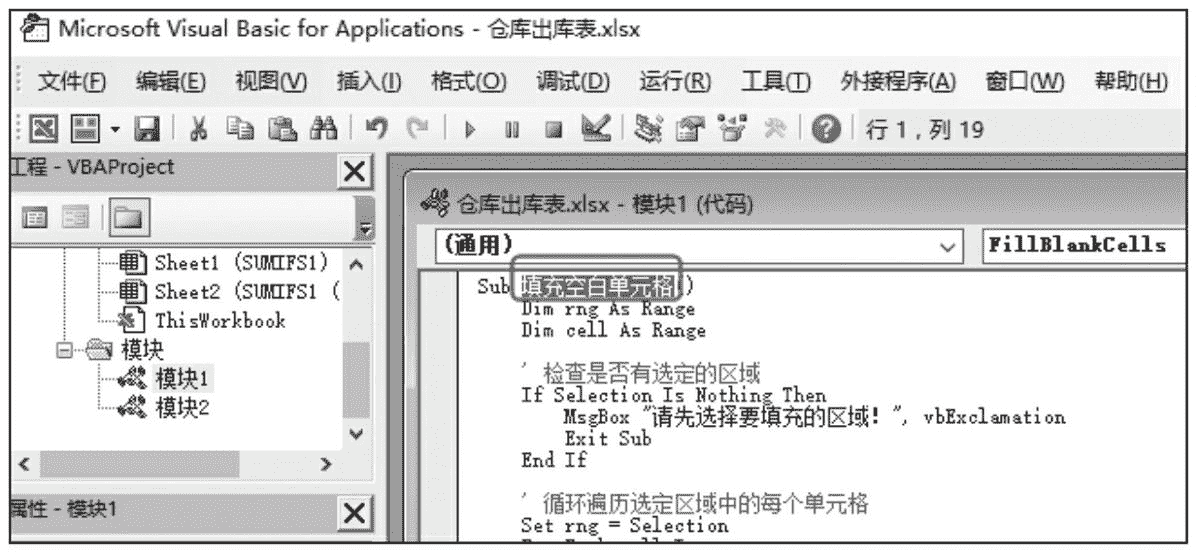 Microsoft Visual Basic for Applications - 仓库出库表.xlsx
文件(F) 编辑(E) 视图(V) 插入(I) 格式(O) 调试(D) 运行(R) 工具(T) 外接程序(A) 窗口(W) 帮助(H)
行 1 , 列 19
工程 - VBAProject
Sheet1 (SUMIFS1)
Sheet2 (SUMIFS1 (
ThisWorkbook
模块
模块1
模块2
属性 - 模块1
仓库出库表.xlsx - 模块1 (代码)
(通用) FillBlankCells
Sub 填充空白单元格()
Dim rng As Range
Dim cell As Range
' 检查是否有选定的区域
If Selection Is Nothing Then
MsgBox "请先选择要填充的区域! ", vbExclamation
Exit Sub
End If
' 循环遍历选定区域中的每个单元格
Set rng = Selection